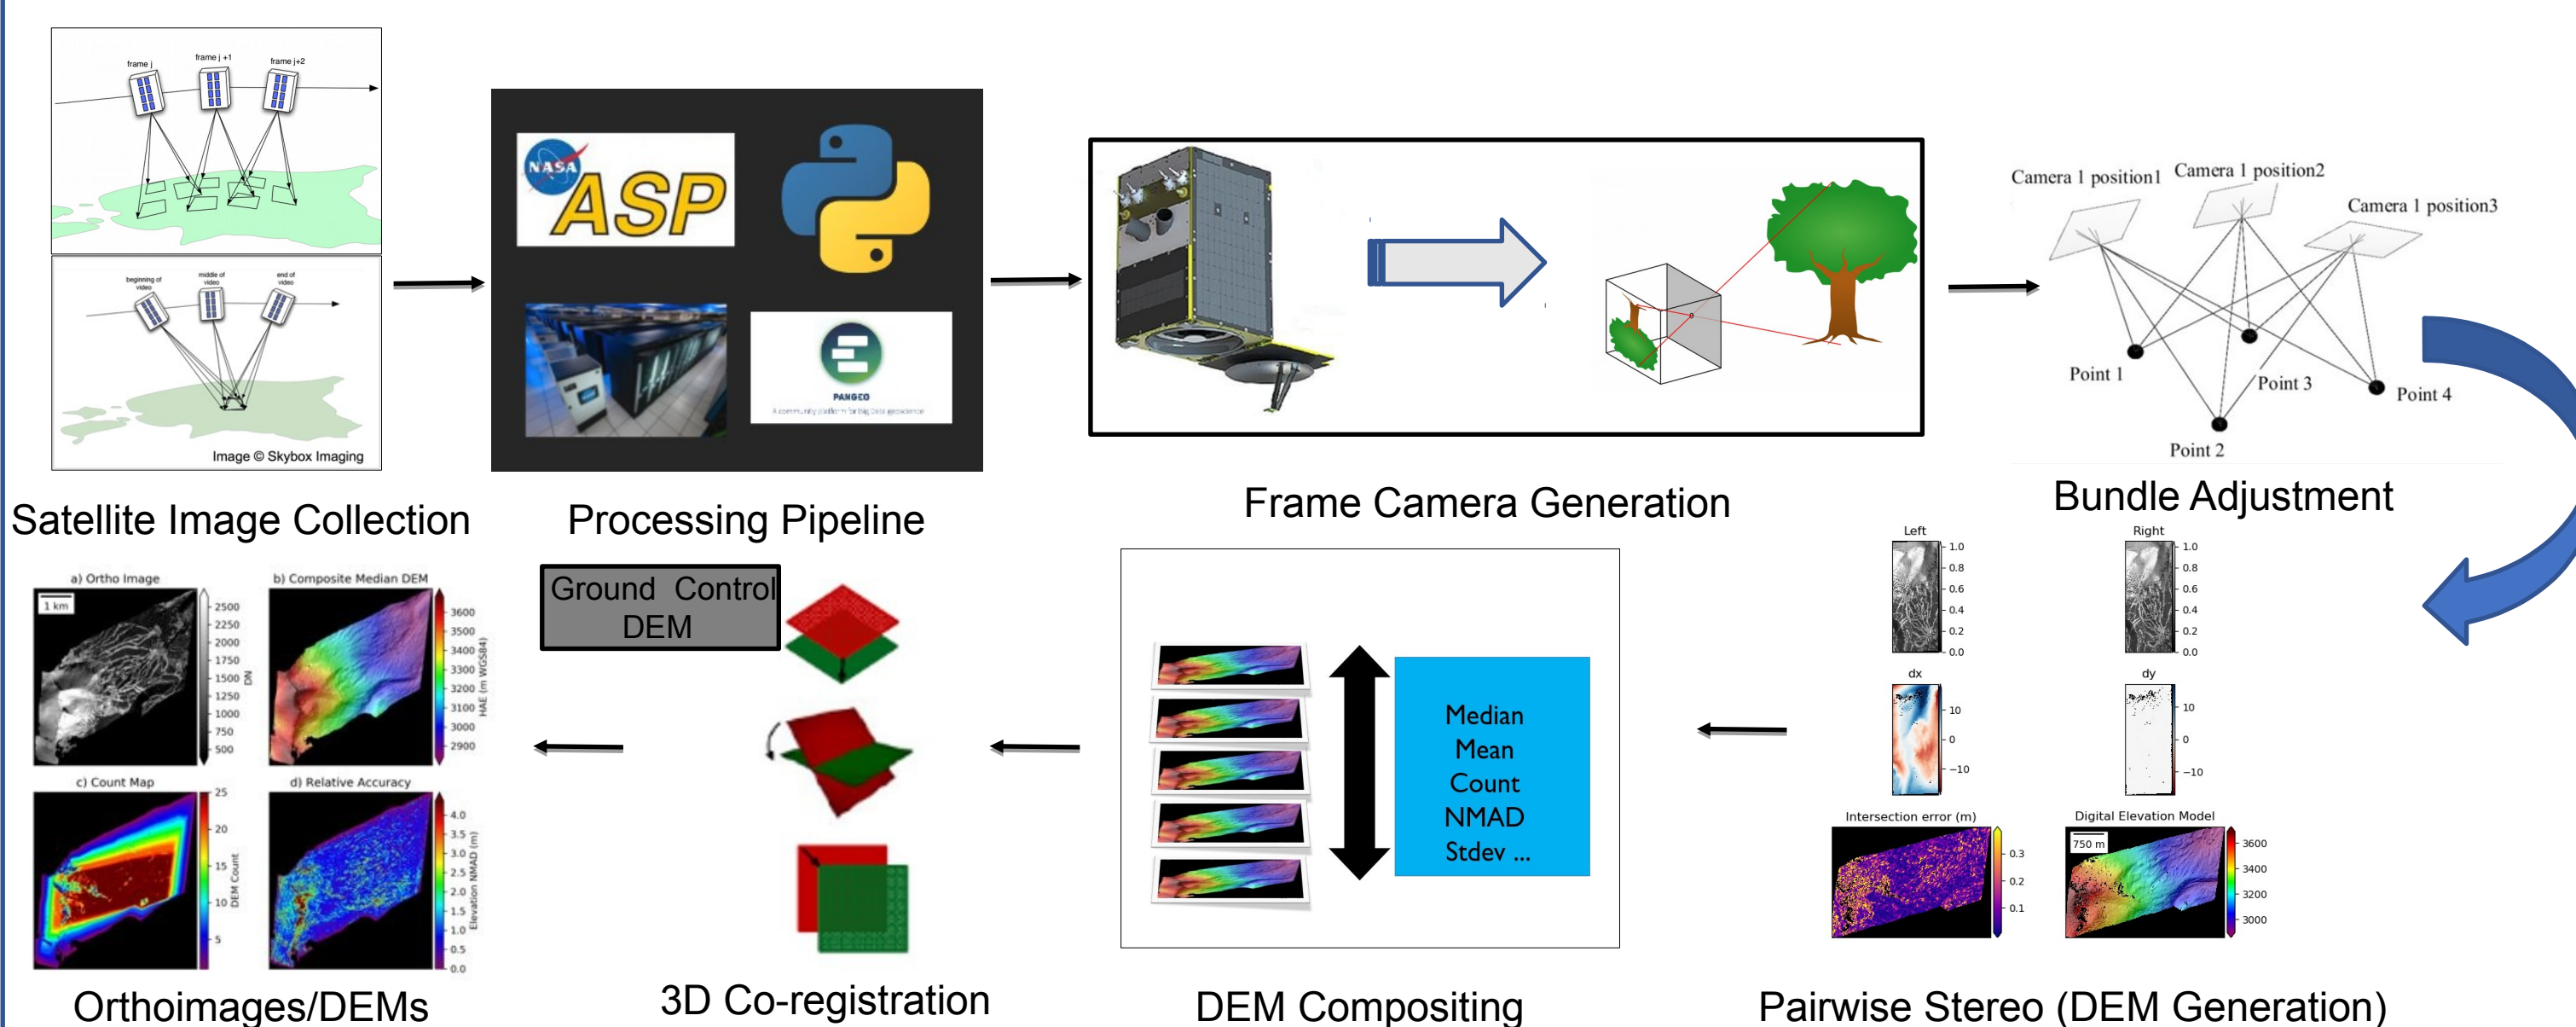 frame j
frame j +1
frame j+2
beginning of
video
middle of
video
end of
video
Image © Skybox Imaging
Satellite Image Collection
NASA
ASP
PANGEO
A community platform for Big Data geoscience
Processing Pipeline
Frame Camera Generation
Camera 1 position1
Camera 1 position2
Camera 1 position3
Point 1
Point 2
Point 3
Point 4
Bundle Adjustment
Left
1.0
0.8
0.6
0.4
0.2
0.0
Right
1.0
0.8
0.6
0.4
0.2
0.0
dx
10
0
−10
dy
10
0
−10
Intersection error (m)
0.3
0.2
0.1
Digital Elevation Model
750 m
3600
3400
3200
3000
Pairwise Stereo (DEM Generation)
Median
Mean
Count
NMAD
Stdev ...
DEM Compositing
Ground Control
DEM
3D Co-registration
a) Ortho Image
1 km
2500
2250
2000
1750
1500
1250
1000
750
500
DN
b) Composite Median DEM
3600
3500
3400
3300
3200
3100
3000
2900
HAE (m WGS84)
c) Count Map
25
20
15
10
5
DEM Count
d) Relative Accuracy
4.0
3.5
3.0
2.5
2.0
1.5
1.0
0.5
0.0
Elevation NMAD (m)
Orthoimages/DEMs